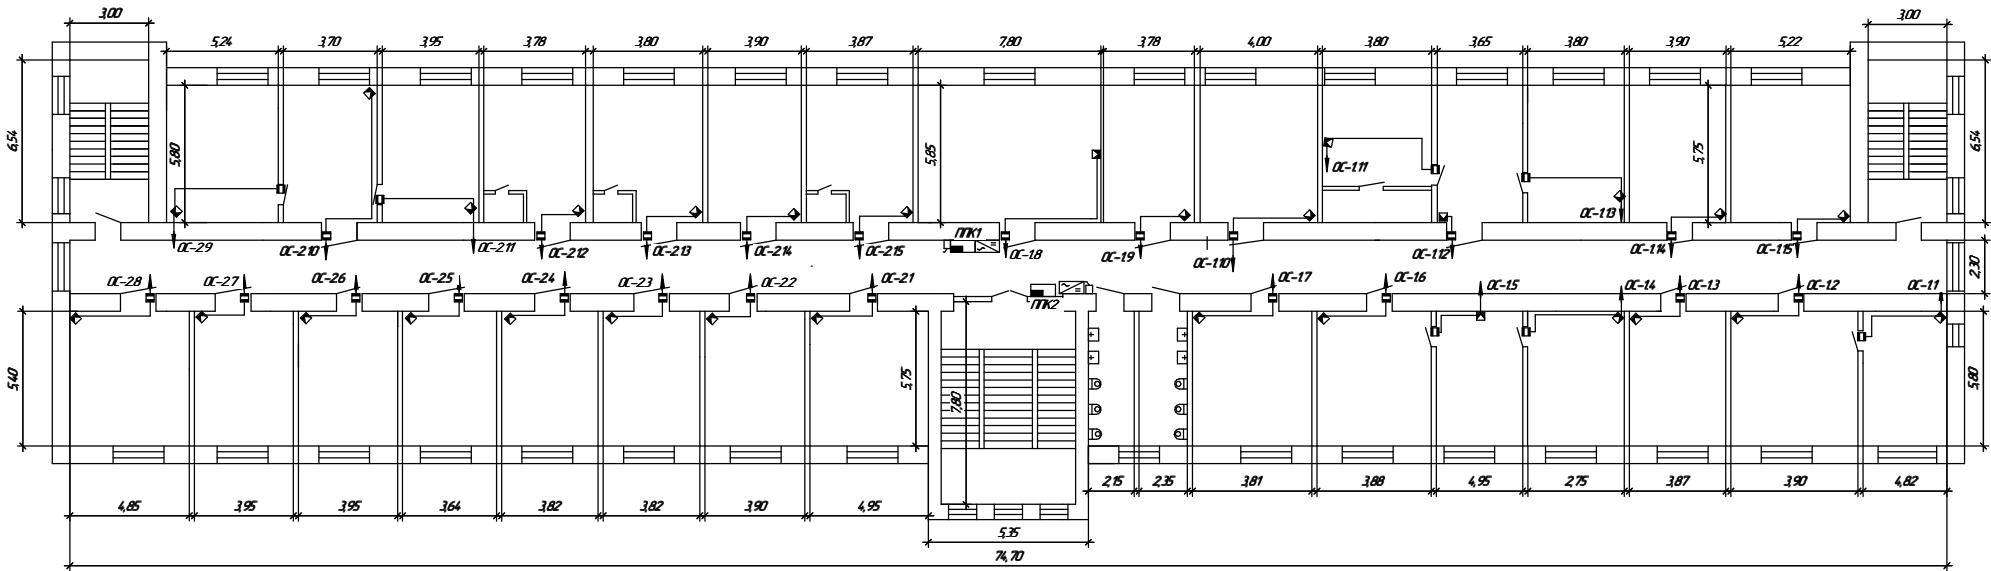 3,00
3,00
5,24
3,70
3,95
3,78
3,80
3,90
3,87
7,80
3,78
4,00
3,80
3,65
3,80
3,90
5,22
6,54
5,80
5,85
5,75
6,54
ОС-1.11
ОС-1.13
ППК1
ОС-2.9
ОС-2.10
ОС-2.11
ОС-2.12
ОС-2.13
ОС-2.14
ОС-2.15
ОС-1.8
ОС-1.9
ОС-1.10
ОС-1.12
ОС-1.14
ОС-1.15
2,30
ОС-2.8
ОС-2.7
ОС-2.6
ОС-2.5
ОС-2.4
ОС-2.3
ОС-2.2
ОС-2.1
ППК2
ОС-1.7
ОС-1.6
ОС-1.5
ОС-1.4
ОС-1.3
ОС-1.2
ОС-1.1
5,40
5,75
7,80
5,80
2,15
2,35
3,81
3,88
4,95
2,75
3,87
3,90
4,82
4,85
3,95
3,95
3,64
3,82
3,82
3,90
4,95
5,35
74,70